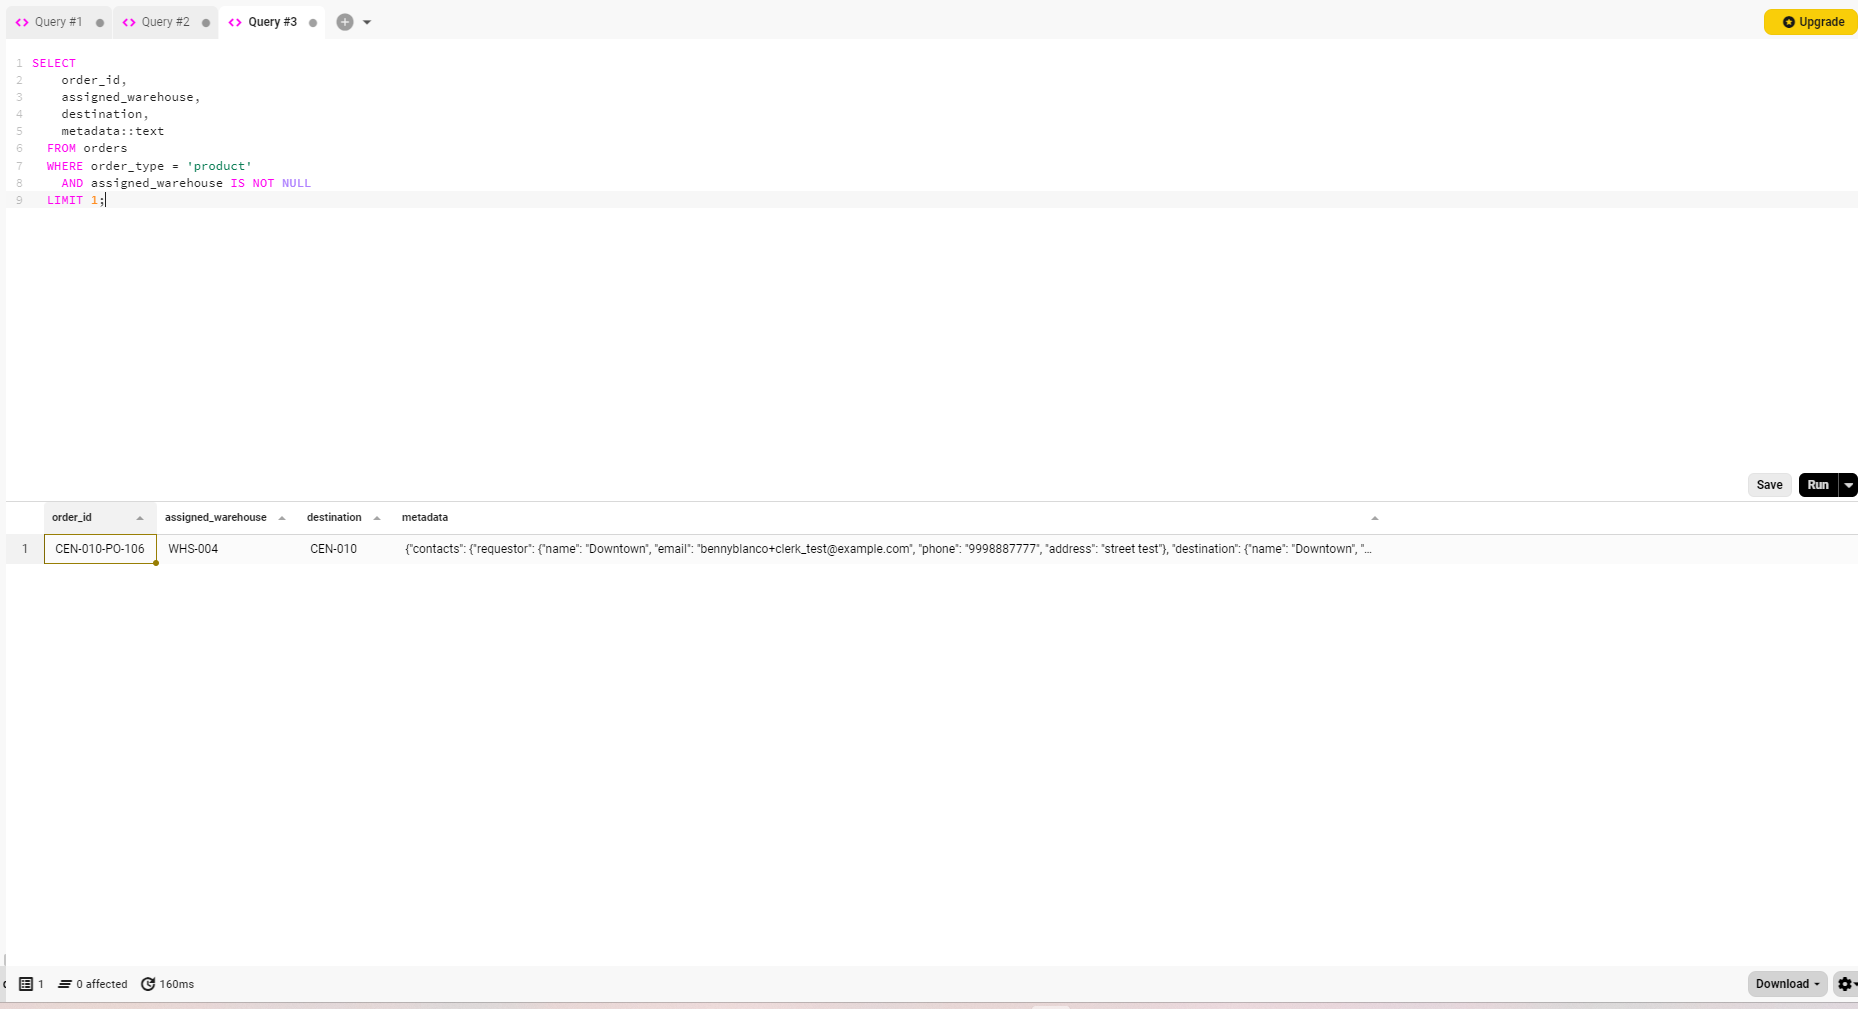 Query #1
Query #2
Query #3
Upgrade
1 SELECT
2 order_id,
3 assigned_warehouse,
4 destination,
5 metadata::text
6 FROM orders
7 WHERE order_type = 'product'
8 AND assigned_warehouse IS NOT NULL
9 LIMIT 1;
Save
Run
order_id assigned_warehouse destination metadata
1 CEN-010-PO-106 WHS-004 CEN-010 {"contacts": {"requestor": {"name": "Downtown", "email": "bennyblanco+clerk_test@example.com", "phone": "9998887777", "address": "street test"}, "destination": {"name": "Downtown", "...
1 0 affected 160ms
Download